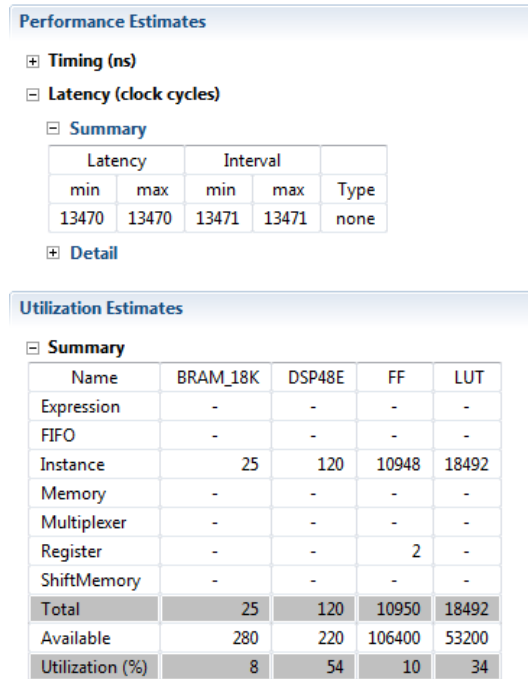 Performance Estimates
Timing (ns)
Latency (clock cycles)
Summary
Latency Interval
min max min max Type
13470 13470 13471 13471 none
Detail
Utilization Estimates
Summary
Name BRAM_18K DSP48E FF LUT
Expression - - - -
FIFO - - - -
Instance 25 120 10948 18492
Memory - - - -
Multiplexer - - - -
Register - - 2 -
ShiftMemory - - - -
Total 25 120 10950 18492
Available 280 220 106400 53200
Utilization (%) 8 54 10 34